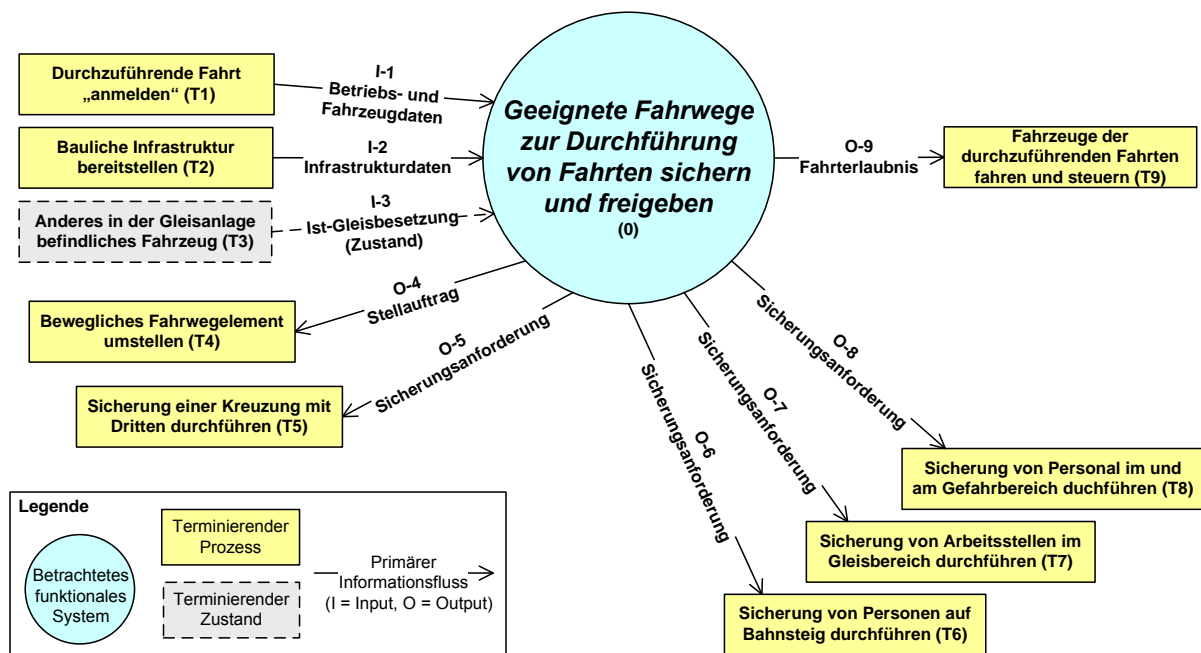 Durchzuführende Fahrt
„anmelden“ (T1)
I-1
Betriebs- und
Fahrzeugdaten
Bauliche Infrastruktur
bereitstellen (T2)
I-2
Infrastrukturdaten
Anderes in der Gleisanlage
befindliches Fahrzeug (T3)
I-3
Ist-Gleisbesetzung
(Zustand)
Geeignete Fahrwege
zur Durchführung
von Fahrten sichern
und freigeben
(0)
O-9
Fahrterlaubnis
Fahrzeuge der
durchzuführenden Fahrten
fahren und steuern (T9)
O-4
Stellauftrag
Bewegliches Fahrwegelement
umstellen (T4)
O-5
Sicherungsanforderung
Sicherung einer Kreuzung mit
Dritten durchführen (T5)
O-6
Sicherungsanforderung
O-7
Sicherungsanforderung
O-8
Sicherungsanforderung
Sicherung von Personal im und
am Gefahrbereich duchführen (T8)
Sicherung von Arbeitsstellen im
Gleisbereich durchführen (T7)
Sicherung von Personen auf
Bahnsteig durchführen (T6)
Legende
Betrachtetes
funktionales
System
Terminierender
Prozess
Terminierender
Zustand
Primärer
Informationsfluss
(I = Input, O = Output)